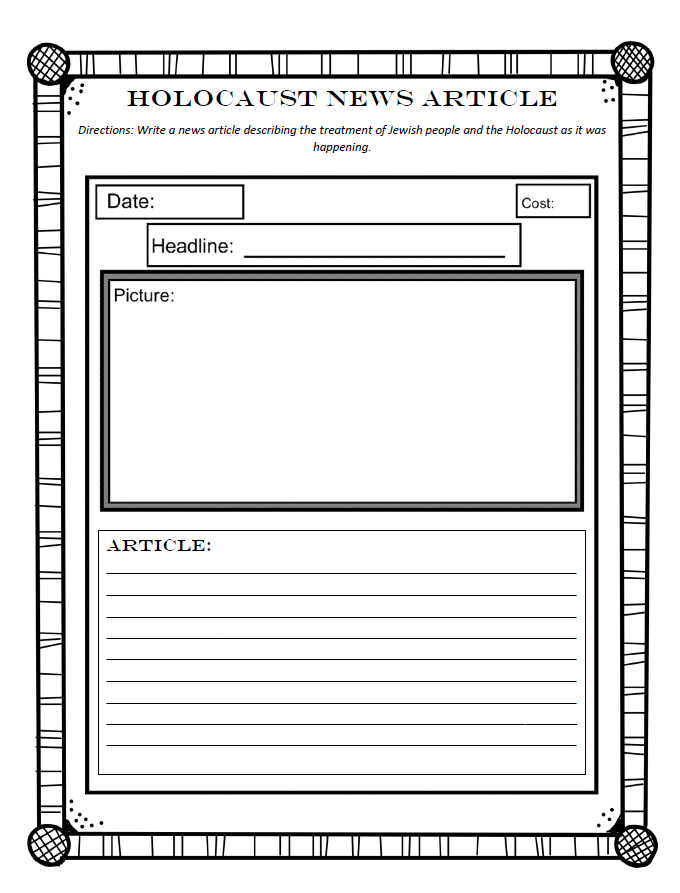 HOLOCAUST NEWS ARTICLE
Directions: Write a news article describing the treatment of Jewish people and the Holocaust as it was
happening.
Date:
Cost:
Headline:
Picture:
ARTICLE: